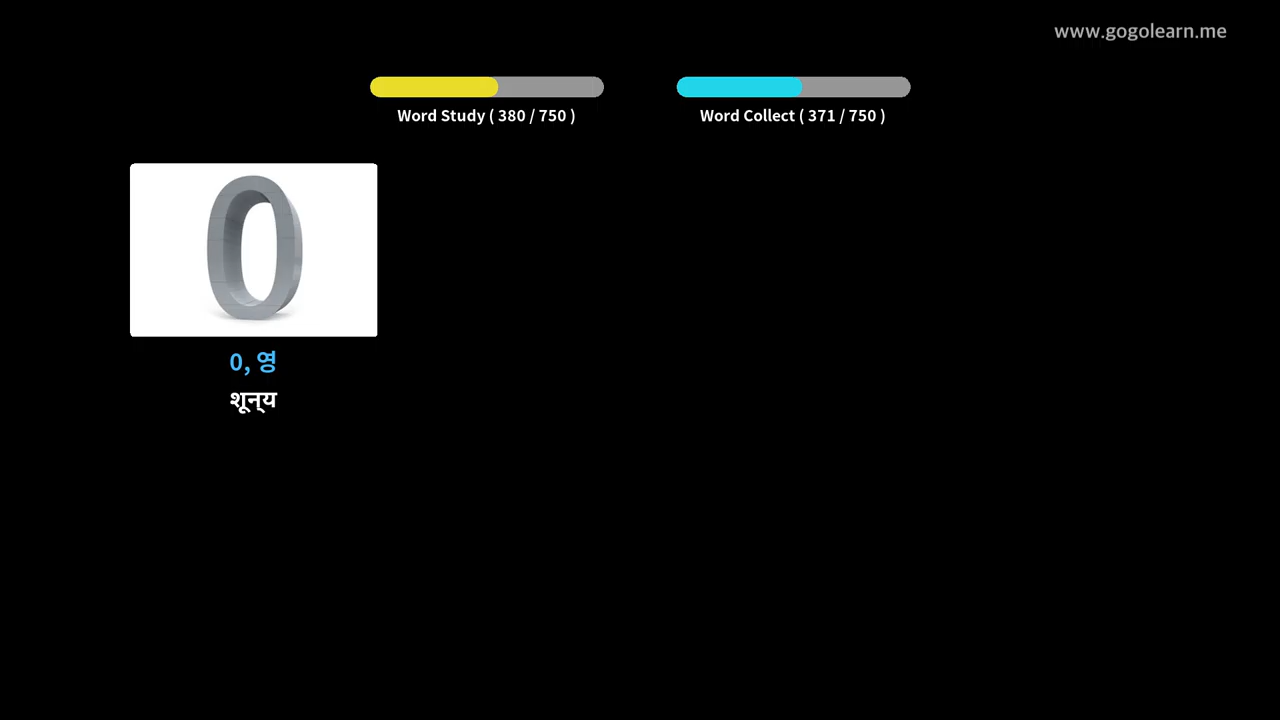 www.gogolearn.me
Word Study ( 380 / 750 )
Word Collect ( 371 / 750 )
0
0, 영
शून्य